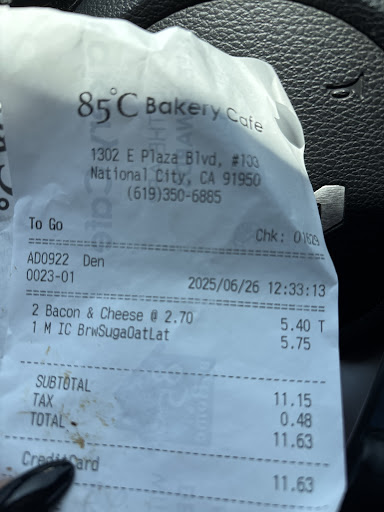 85°C Bakery Cafe
1302 E Plaza Blvd, #103
National City, CA 91950
(619)350-6885
To Go
Chk: 01629
AD0922 Den
0023-01 2025/06/26 12:33:13
2 Bacon & Cheese @ 2.70 5.40 T
1 M IC BrwSugaOatLat 5.75
SUBTOTAL 11.15
TAX 0.48
TOTAL 11.63
CreditCard 11.63